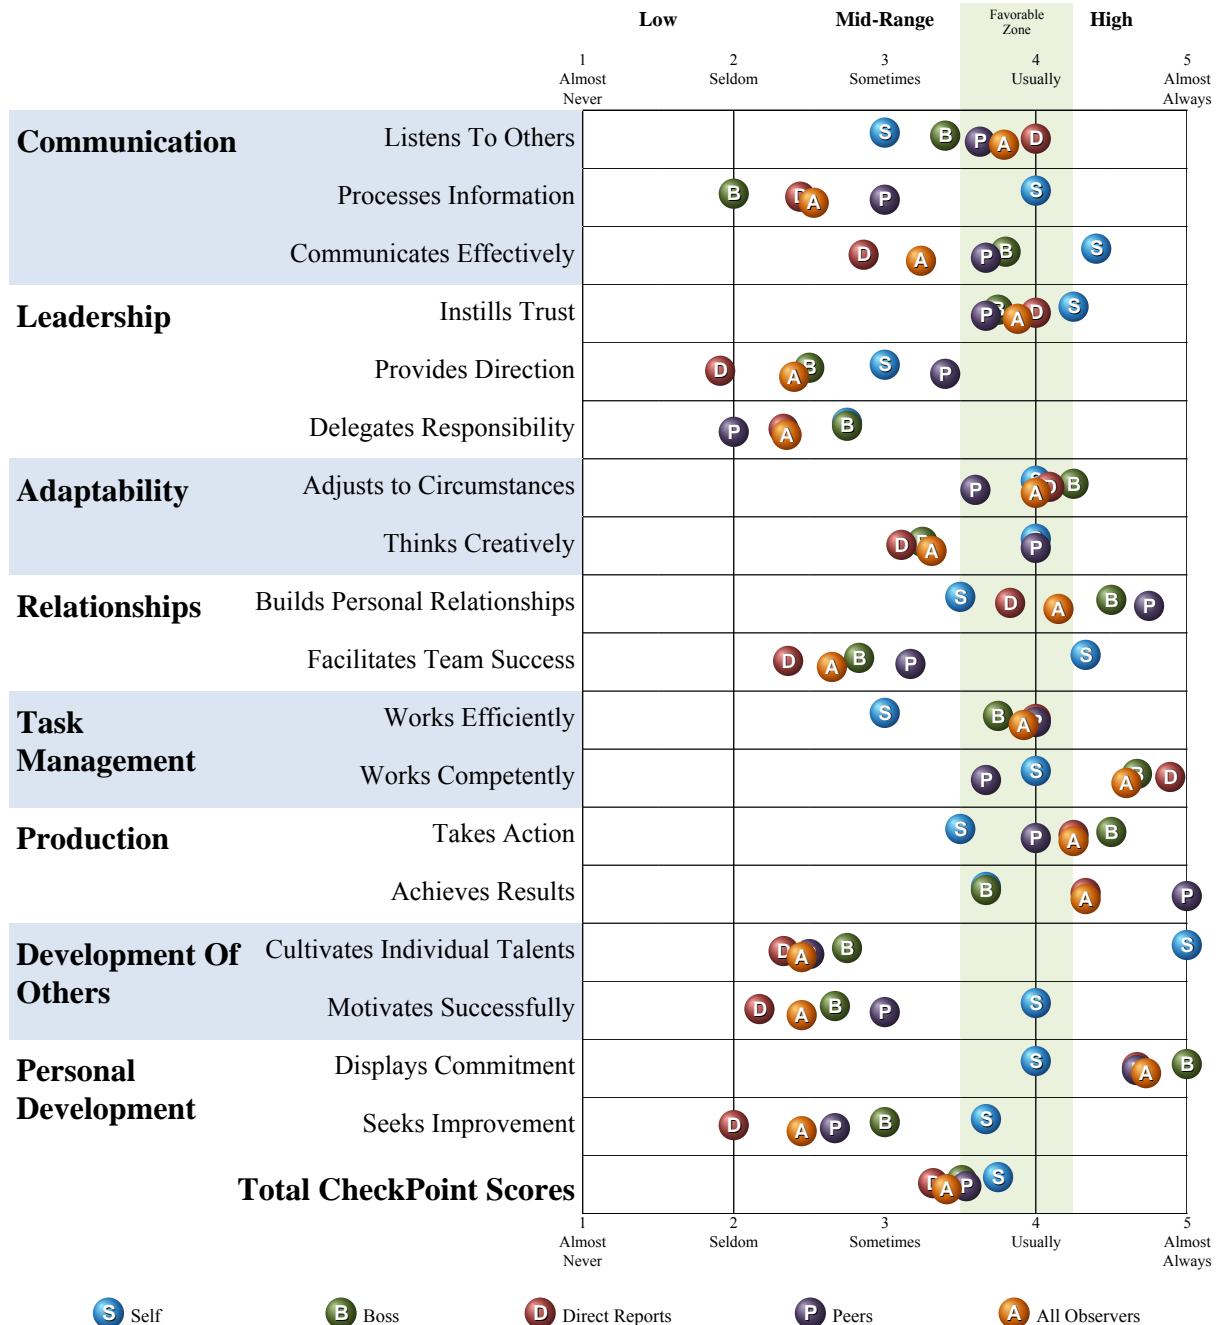 Low Mid-Range Favorable Zone High
1 2 3 4 5
Almost Never Seldom Sometimes Usually Almost Always
Communication
Listens To Others S B P A D
Processes Information B D A P S
Communicates Effectively D A P B S
Leadership
Instills Trust P B A D S
Provides Direction D A B S P
Delegates Responsibility P A B
Adaptability
Adjusts to Circumstances P S A D B
Thinks Creatively D A P
Relationships
Builds Personal Relationships S D A B P
Facilitates Team Success D A B P S
Task
Management
Works Efficiently S B A P
Works Competently P S A B D
Production
Takes Action S P A B
Achieves Results B A P
Development Of
Others
Cultivates Individual Talents D A B S
Motivates Successfully D A B P S
Personal
Development
Displays Commitment S A B
Seeks Improvement D A P B S
Total CheckPoint Scores D A P S
1 2 3 4 5
Almost Never Seldom Sometimes Usually Almost Always
S Self B Boss D Direct Reports P Peers A All Observers